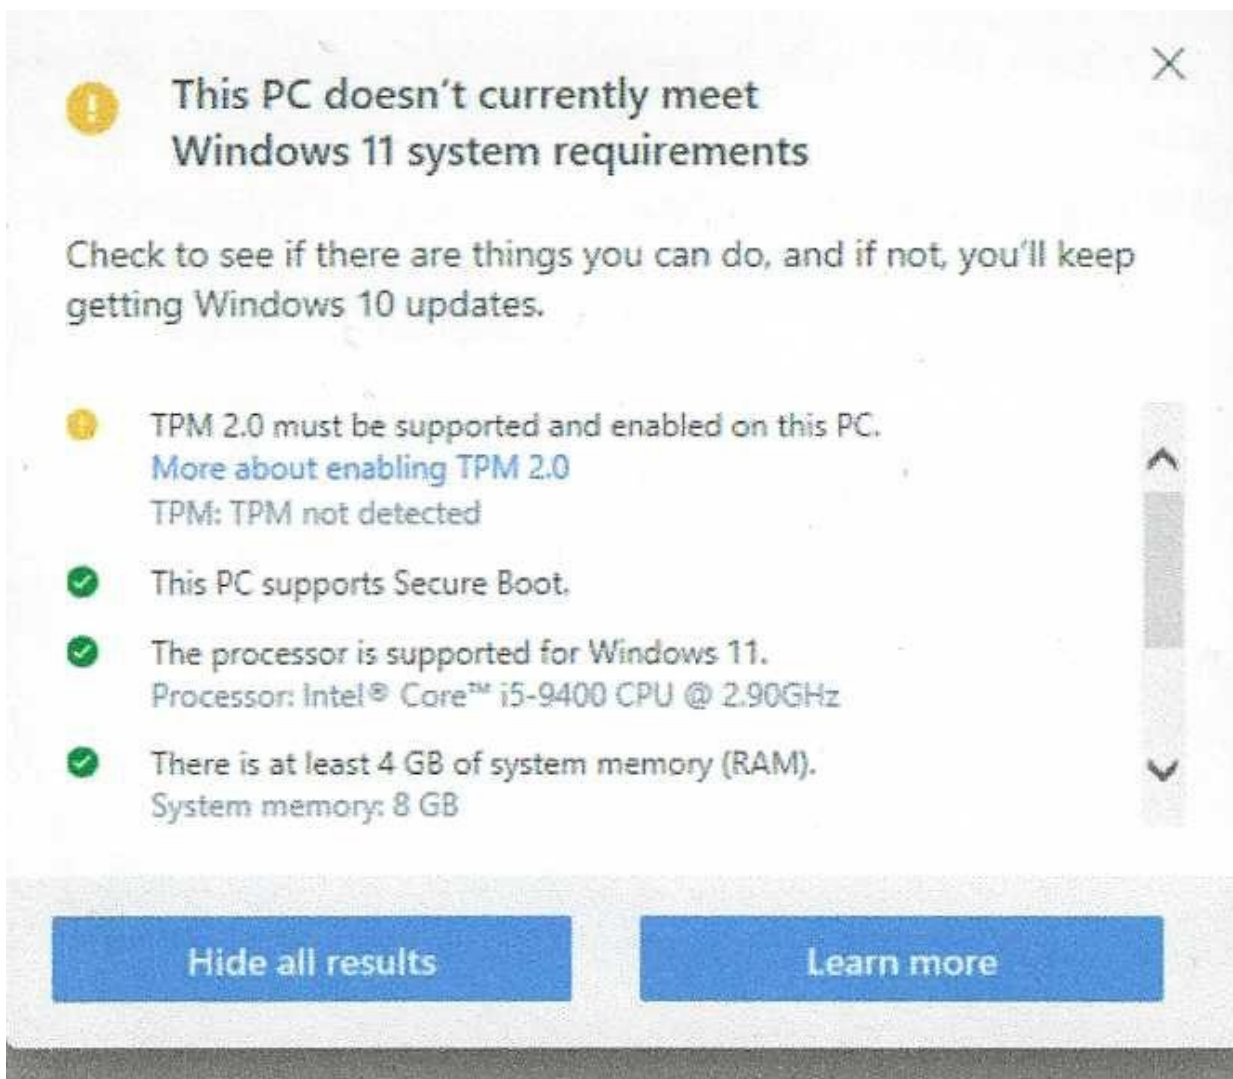 This PC doesn't currently meet
Windows 11 system requirements
Check to see if there are things you can do, and if not, you'll keep
getting Windows 10 updates.
TPM 2.0 must be supported and enabled on this PC.
More about enabling TPM 2.0
TPM: TPM not detected
This PC supports Secure Boot.
The processor is supported for Windows 11.
Processor: Intel® Core™ i5-9400 CPU @ 2.90GHz
There is at least 4 GB of system memory (RAM).
System memory: 8 GB
Hide all results
Learn more